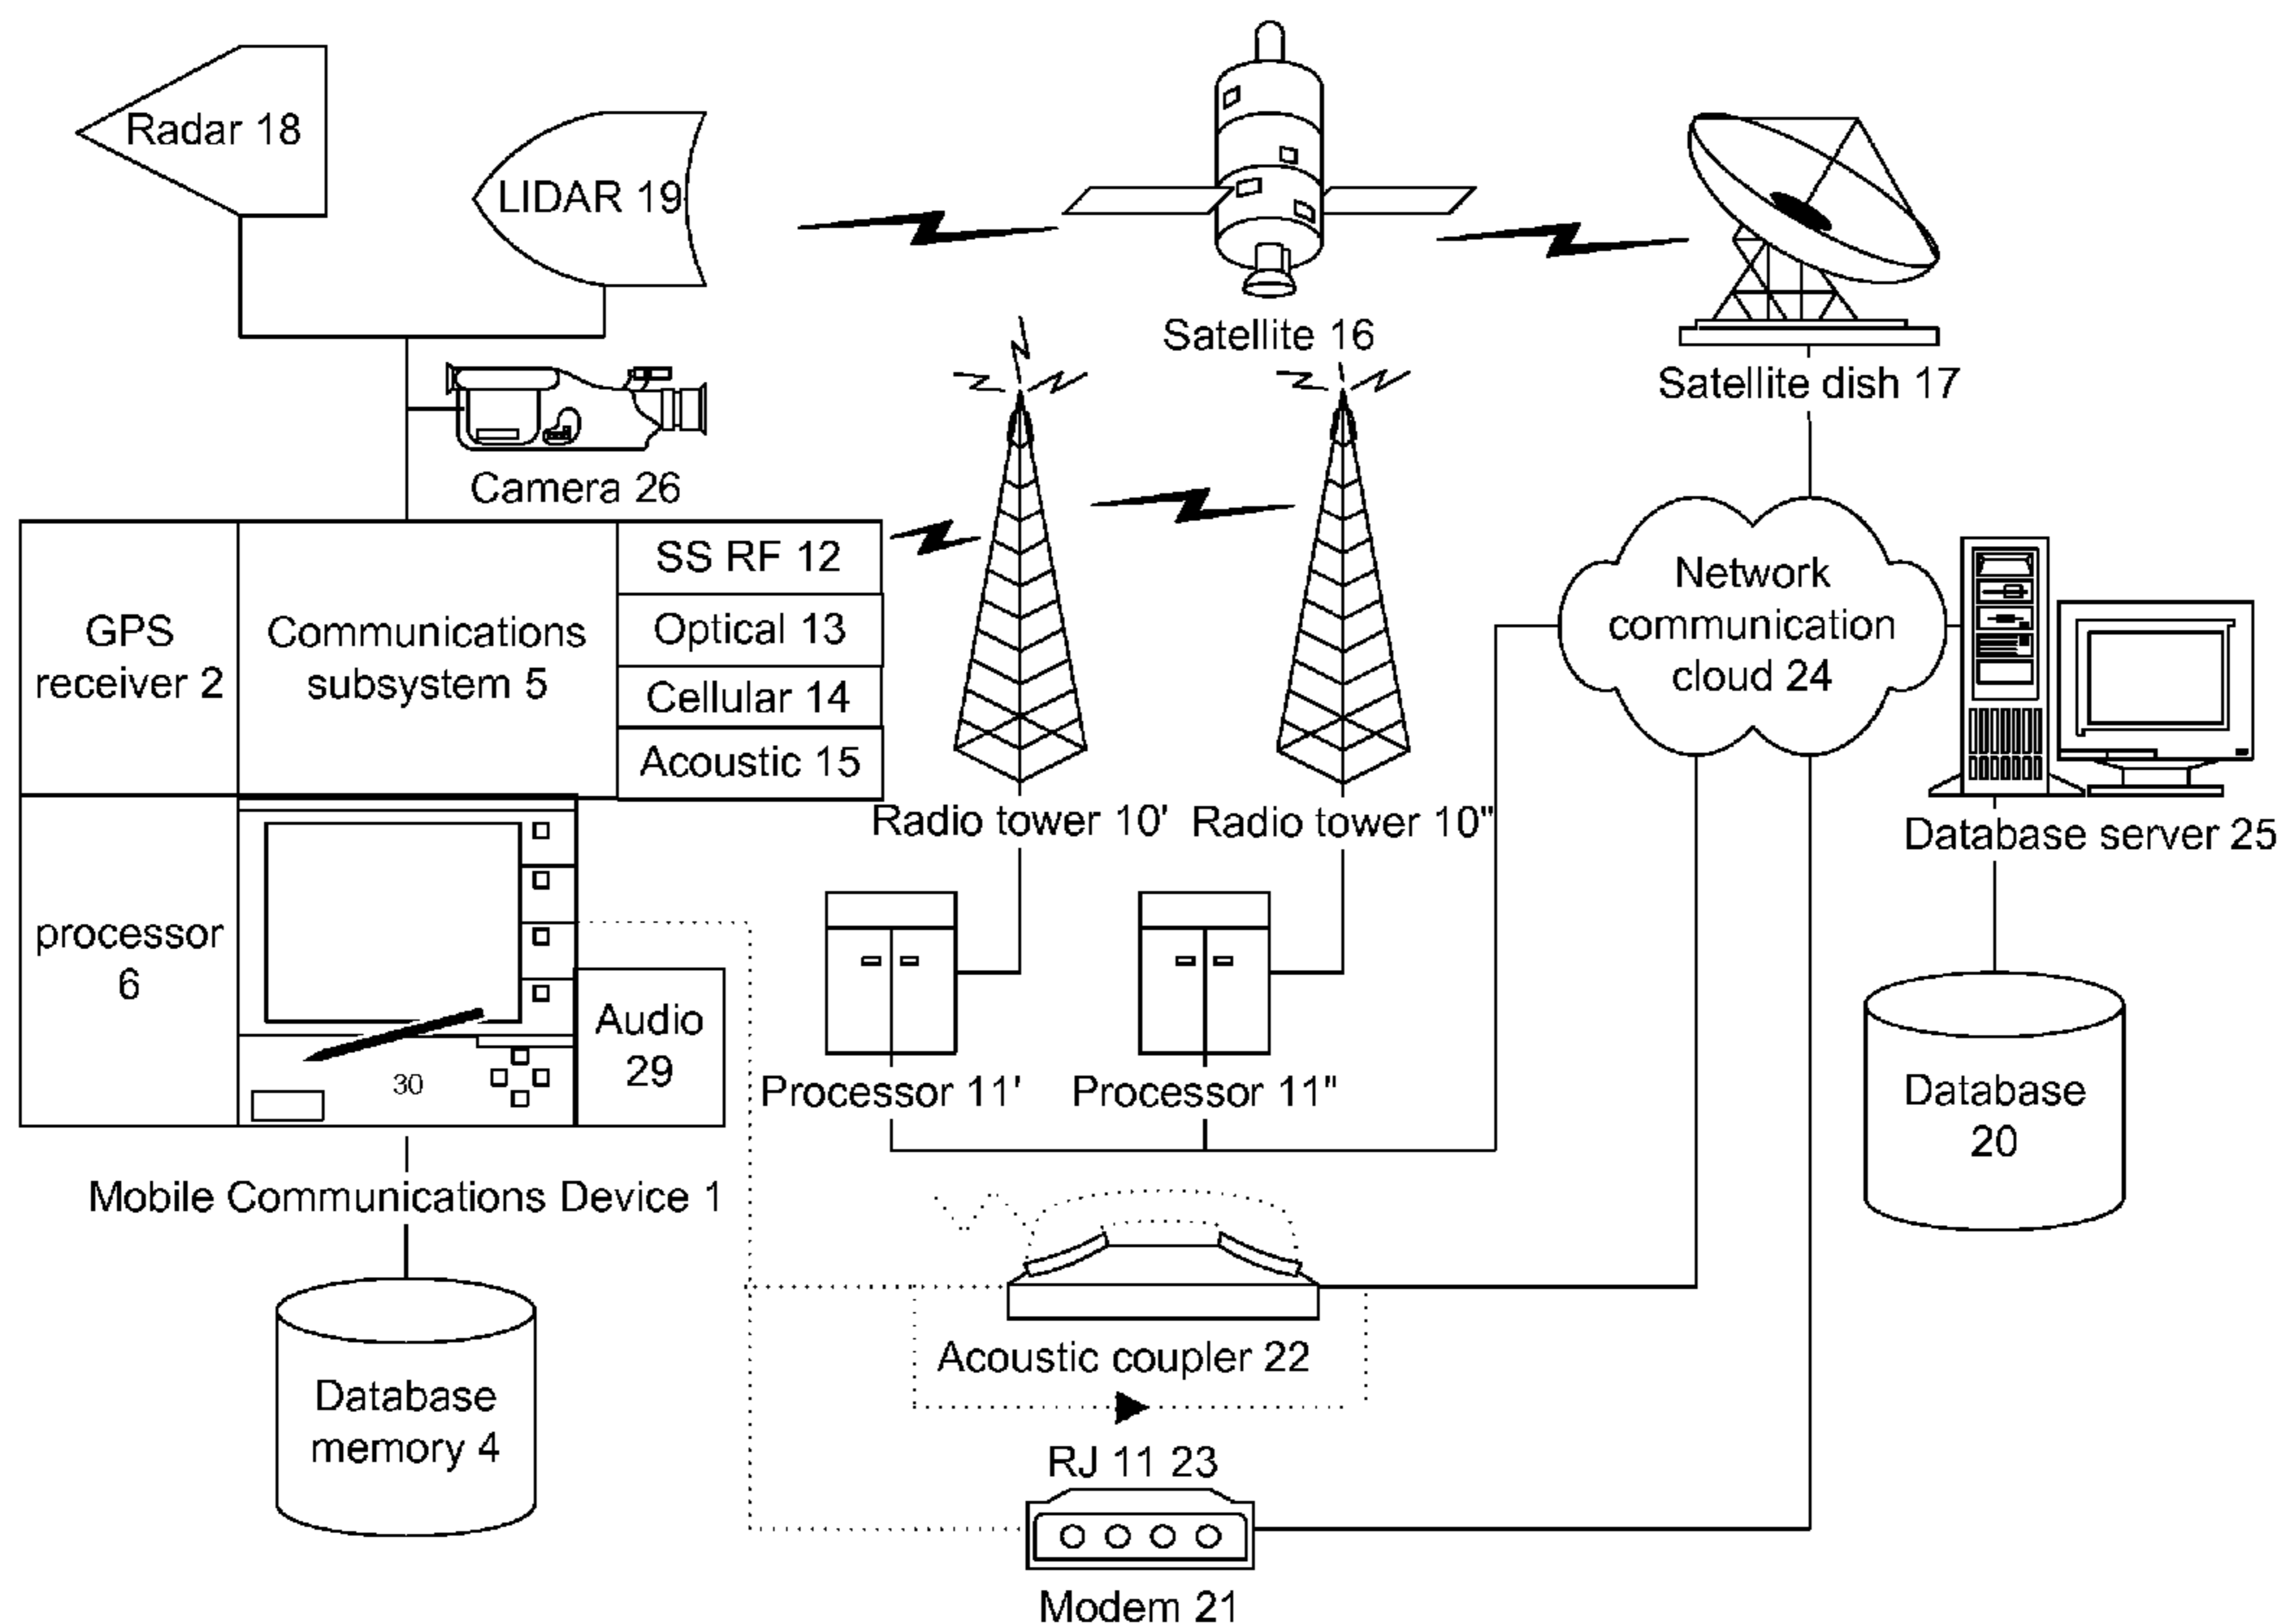 Radar 18
LIDAR 19
Satellite 16
Satellite dish 17
Camera 26
GPS
receiver 2
Communications
subsystem 5
SS RF 12
Optical 13
Cellular 14
Acoustic 15
Network
communication
cloud 24
Radio tower 10'
Radio tower 10"
Database server 25
processor
6
Audio
29
30
Processor 11'
Processor 11"
Database
20
Mobile Communications Device 1
Database
memory 4
Acoustic coupler 22
RJ 11 23
Modem 21